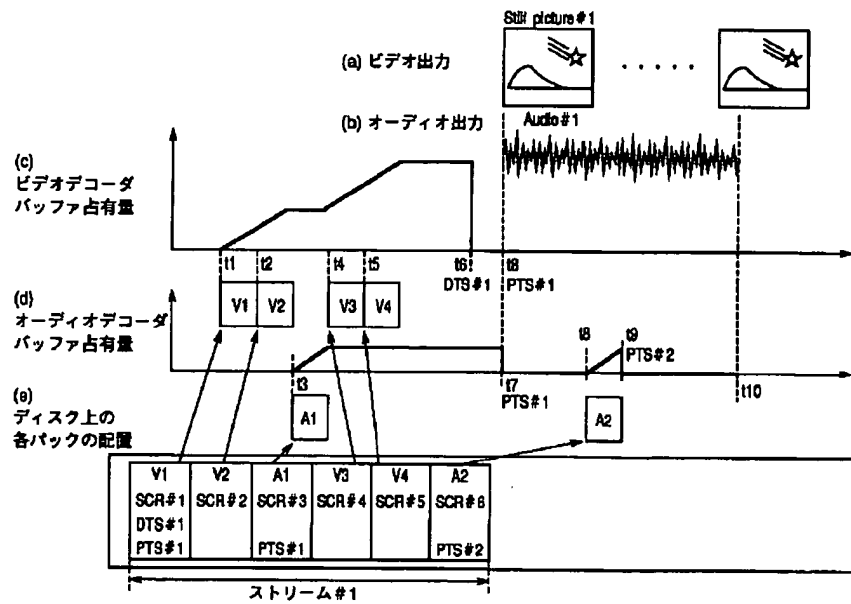 Still picture#1
(a) ビデオ出力
(b) オーディオ出力
Audio#1
(c)
ビデオデコーダ
バッファ占有量
t1 t2 t4 t5 t6 t8
DTS#1 PTS#1
(d)
オーディオデコーダ
バッファ占有量
V1 V2 V3 V4
t8 t9
PTS#2
t3 t7 t10
PTS#1
(e)
ディスク上の
各パックの配置
A1 A2
V1 V2 A1 V3 V4 A2
SCR#1 SCR#2 SCR#3 SCR#4 SCR#5 SCR#6
DTS#1
PTS#1 PTS#1 PTS#2
ストリーム#1